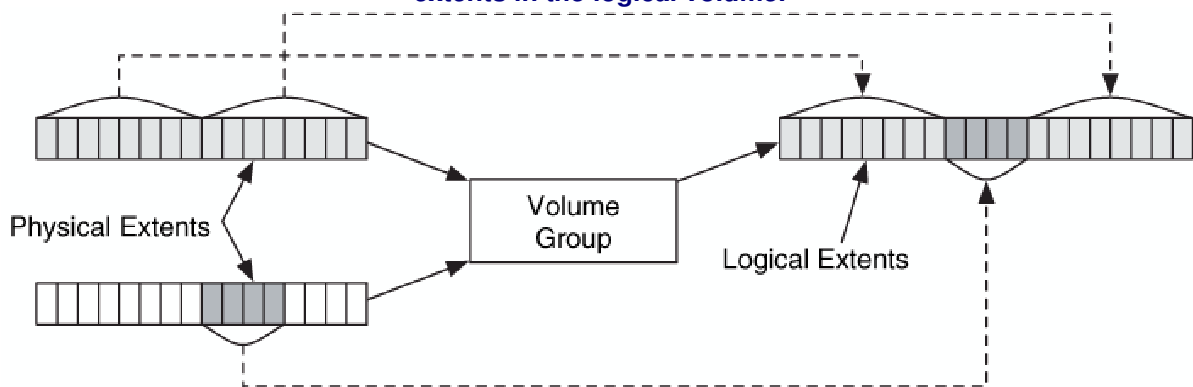 extents in the logical volume.
Physical Extents
Volume
Group
Logical Extents